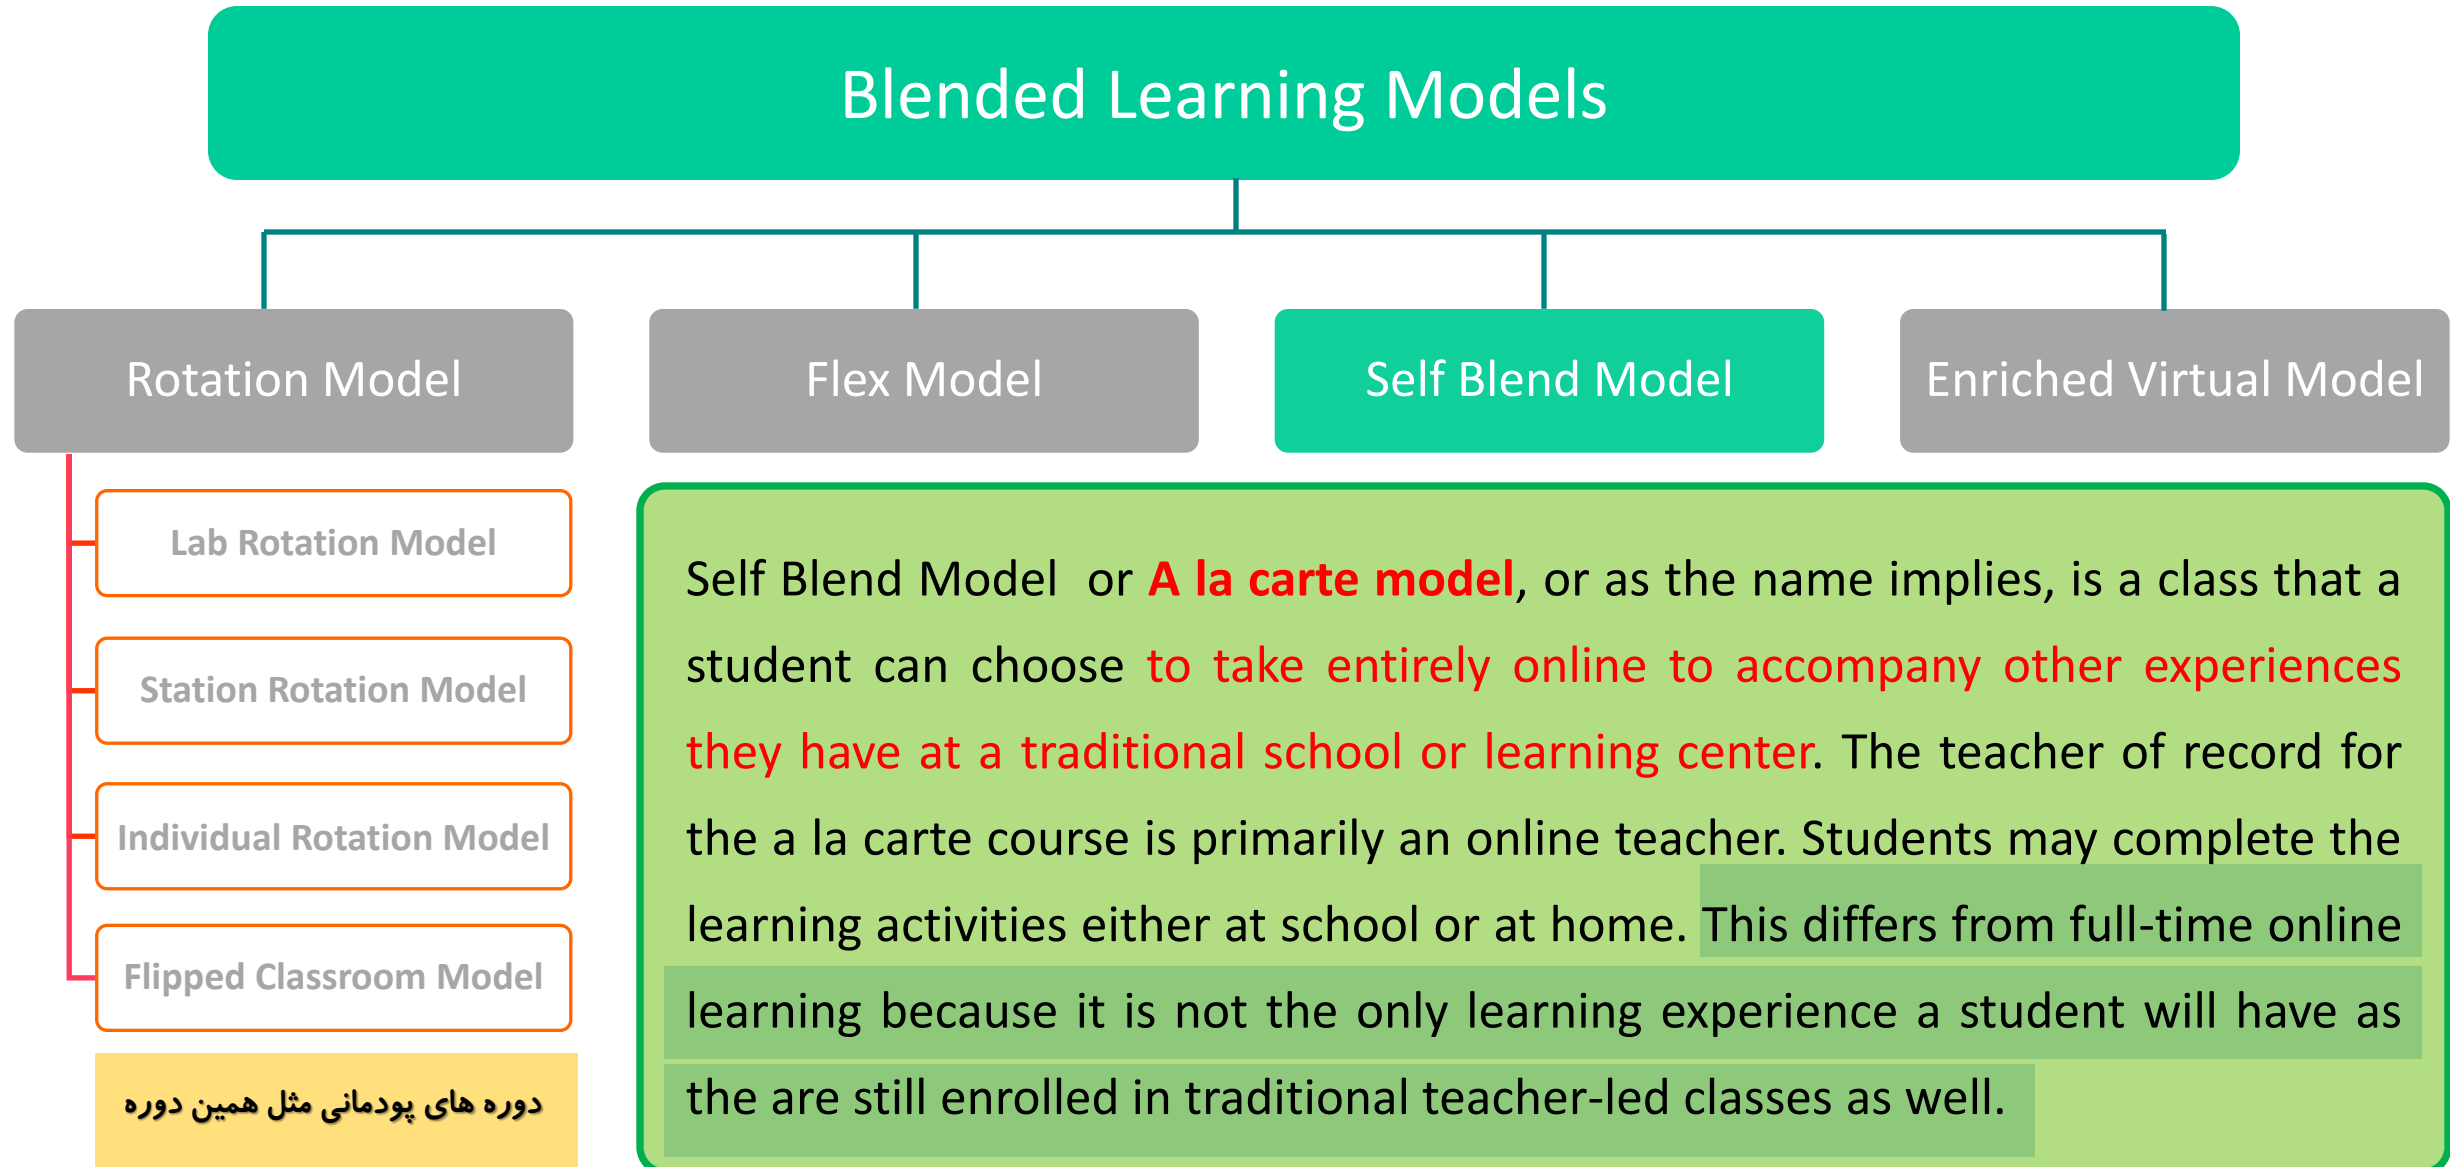 Blended Learning Models
Rotation Model
Flex Model
Self Blend Model
Enriched Virtual Model
Lab Rotation Model
Station Rotation Model
Individual Rotation Model
Flipped Classroom Model
دوره های پودمانی مثل همین دوره
Self Blend Model or A la carte model, or as the name implies, is a class that a
student can choose to take entirely online to accompany other experiences
they have at a traditional school or learning center. The teacher of record for
the a la carte course is primarily an online teacher. Students may complete the
learning activities either at school or at home. This differs from full-time online
learning because it is not the only learning experience a student will have as
the are still enrolled in traditional teacher-led classes as well.